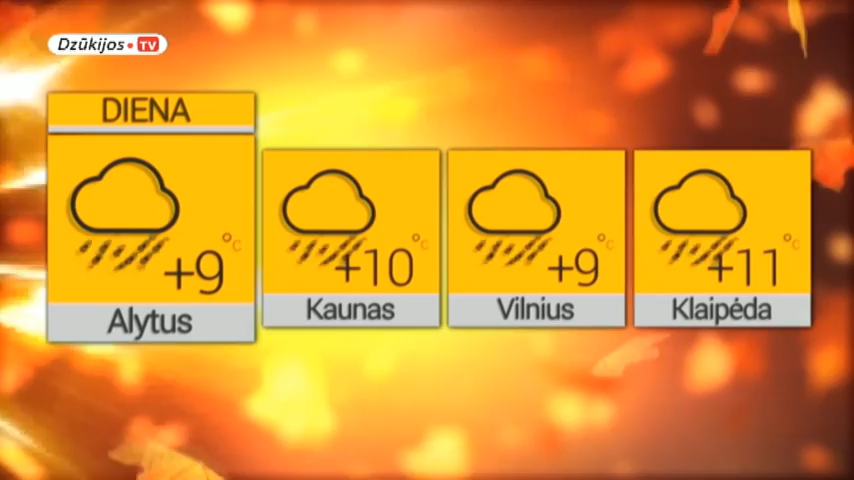 Dzūkijos TV
DIENA
+9°C
Alytus
+10°C
Kaunas
+9°C
Vilnius
+11°C
Klaipėda